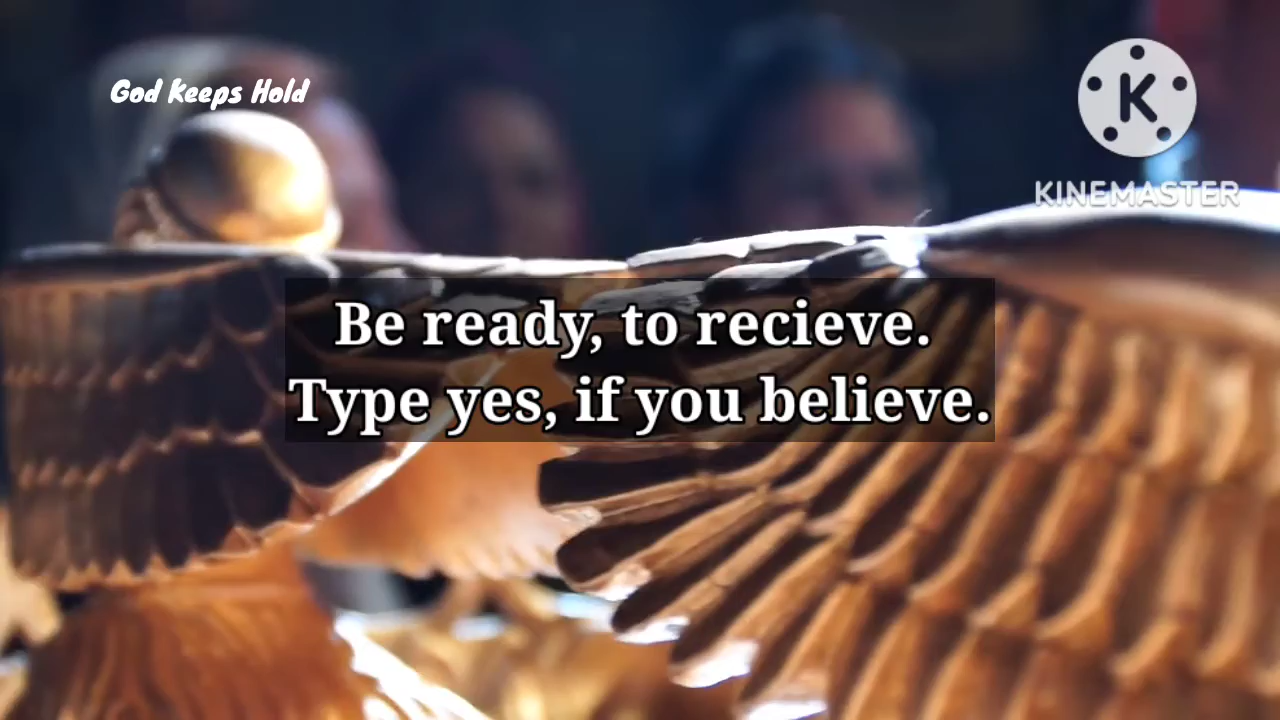 God Keeps Hold
K
KINEMASTER
Be ready, to recieve.
Type yes, if you believe.